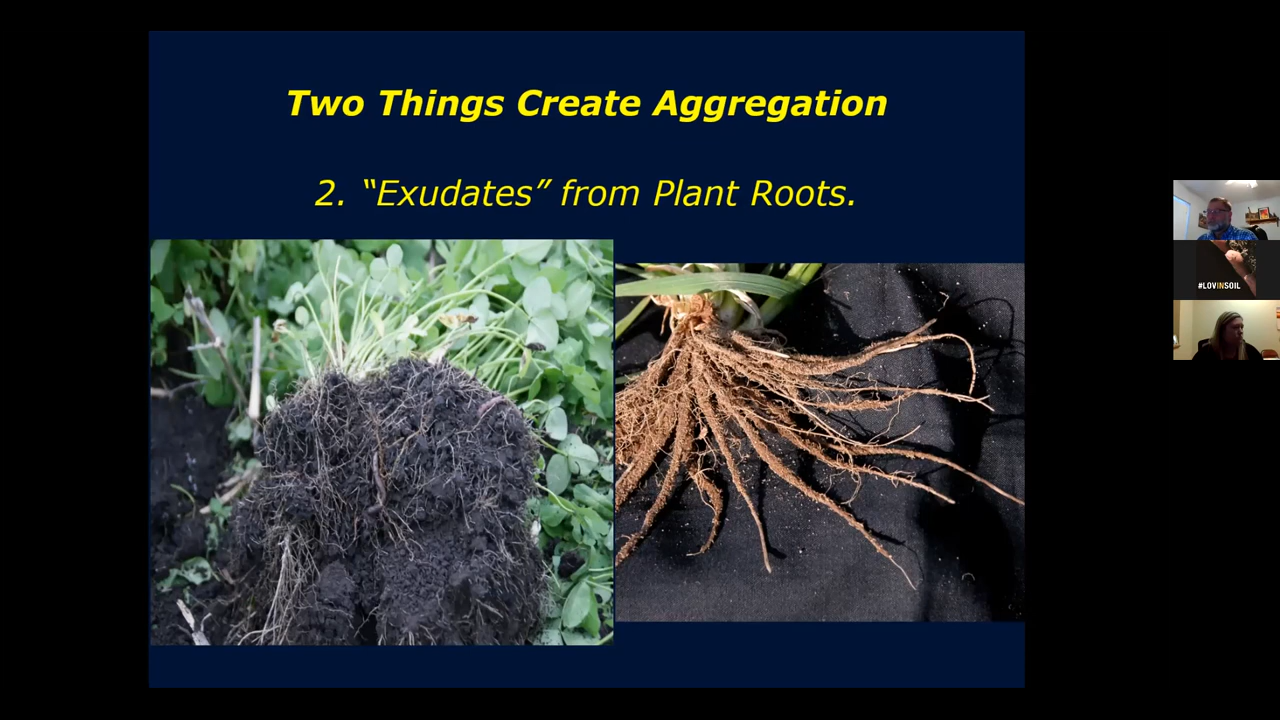 Two Things Create Aggregation
2. “Exudates” from Plant Roots.
#LOVINSOIL